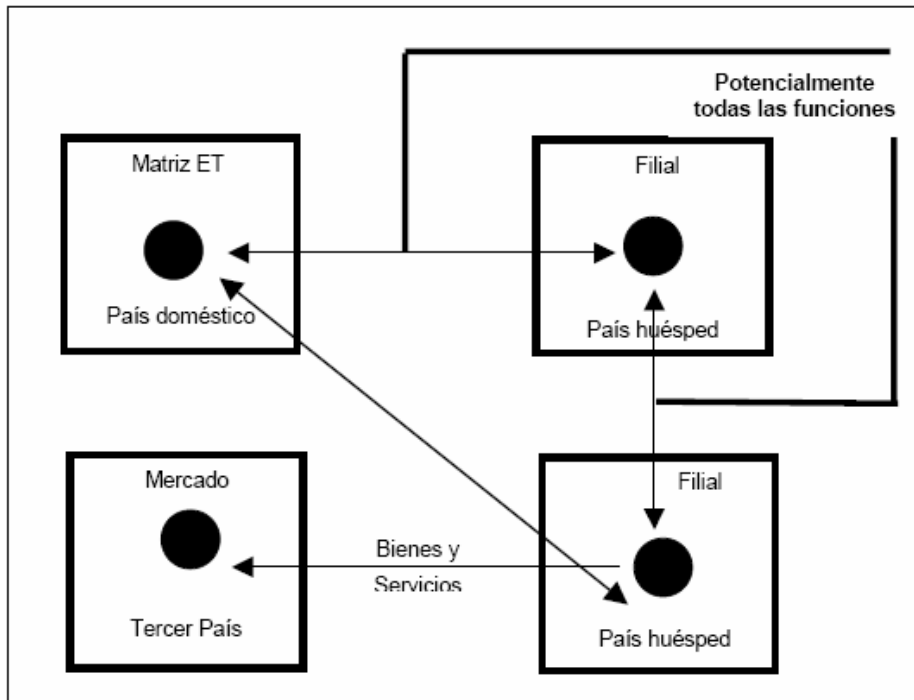 Potencialmente
todas las funciones
Matriz ET
País doméstico
Filial
País huésped
Mercado
Tercer País
Bienes y
Servicios
Filial
País huésped